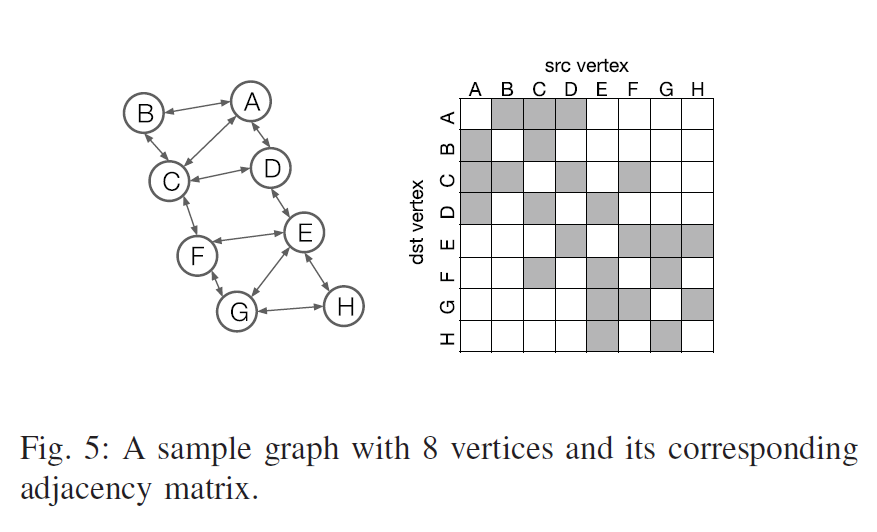 B
A
C
D
E
F
G
H
src vertex
A B C D E F G H
dst vertex
A
B
C
D
E
F
G
H
Fig. 5: A sample graph with 8 vertices and its corresponding
adjacency matrix.